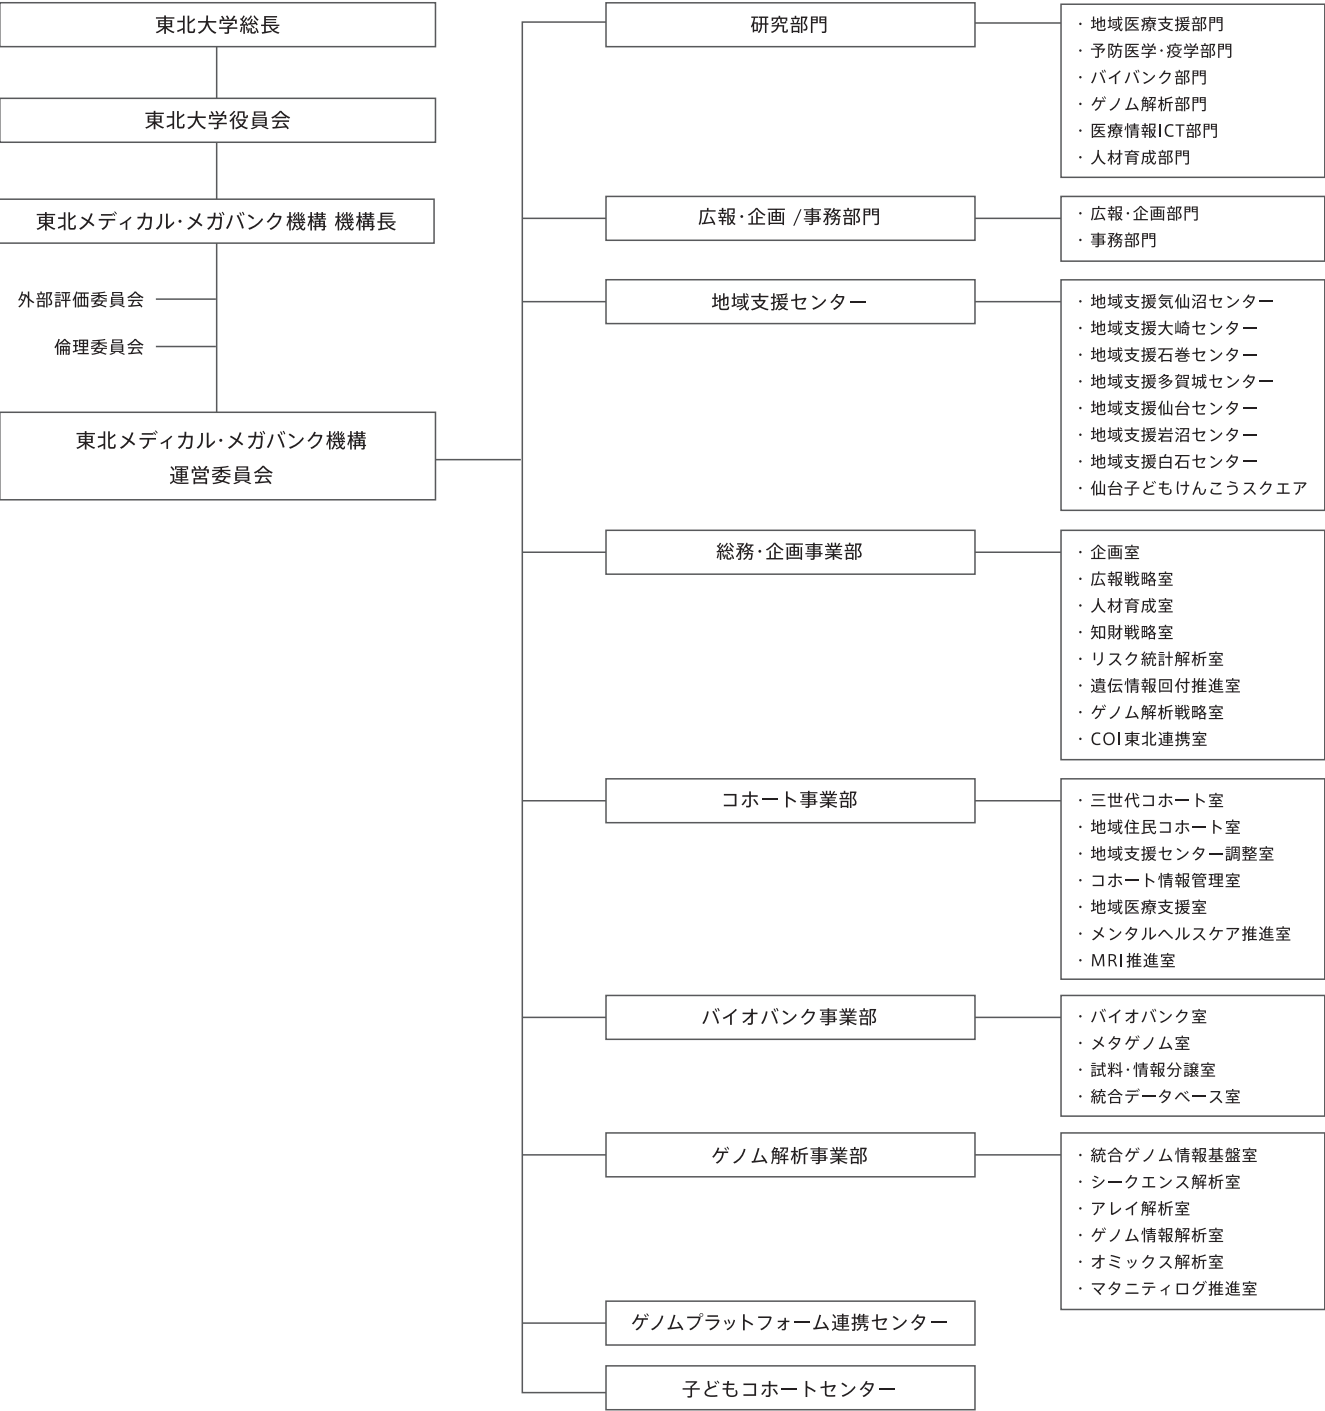 東北大学総長
東北大学役員会
東北メディカル・メガバンク機構 機構長
外部評価委員会
倫理委員会
東北メディカル・メガバンク機構
運営委員会
研究部門
・地域医療支援部門
・予防医学・疫学部門
・バイバンク部門
・ゲノム解析部門
・医療情報ICT部門
・人材育成部門
広報・企画 /事務部門
・広報・企画部門
・事務部門
地域支援センター
・地域支援気仙沼センター
・地域支援大崎センター
・地域支援石巻センター
・地域支援多賀城センター
・地域支援仙台センター
・地域支援岩沼センター
・地域支援白石センター
・仙台子どもけんこうスクエア
総務・企画事業部
・企画室
・広報戦略室
・人材育成室
・知財戦略室
・リスク統計解析室
・遺伝情報回付推進室
・ゲノム解析戦略室
・COI東北連携室
コホート事業部
・三世代コホート室
・地域住民コホート室
・地域支援センター調整室
・コホート情報管理室
・地域医療支援室
・メンタルヘルスケア推進室
・MRI推進室
バイオバンク事業部
・バイオバンク室
・メタゲノム室
・試料・情報分譲室
・統合データベース室
ゲノム解析事業部
・統合ゲノム情報基盤室
・シークエンス解析室
・アレイ解析室
・ゲノム情報解析室
・オミックス解析室
・マタニティログ推進室
ゲノムプラットフォーム連携センター
子どもコホートセンター